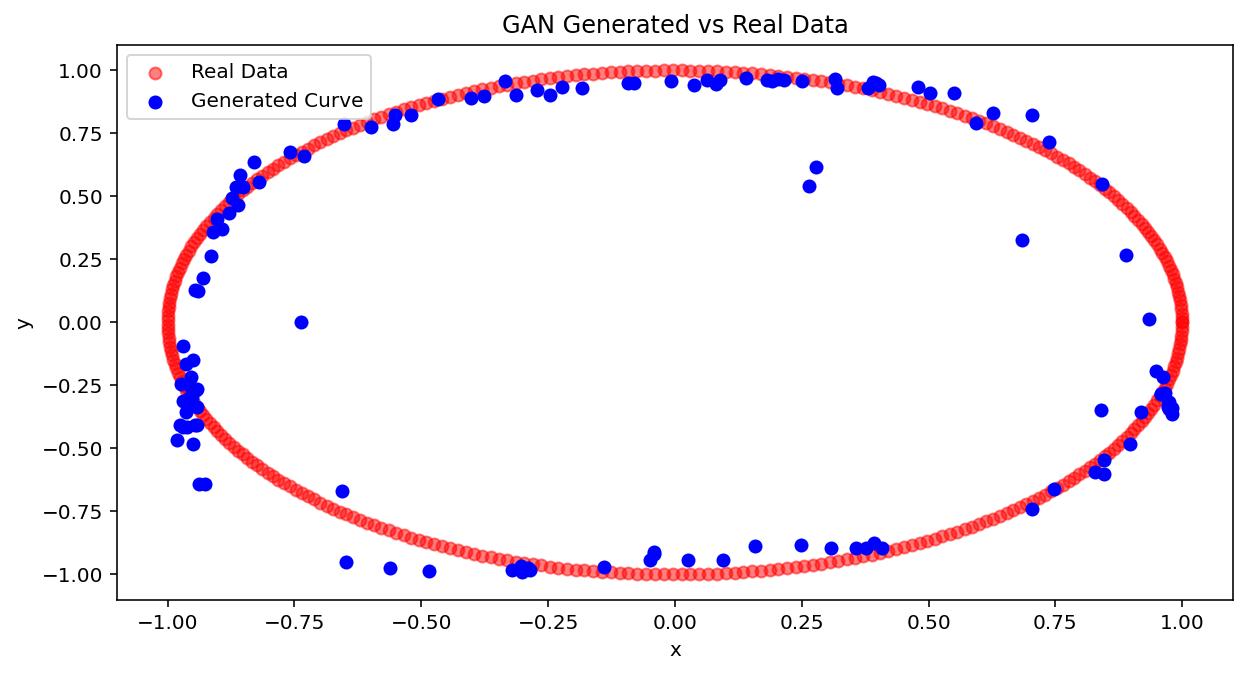 GAN Generated vs Real Data
Real Data
Generated Curve
1.00
0.75
0.50
0.25
0.00
−0.25
−0.50
−0.75
−1.00
y
−1.00 −0.75 −0.50 −0.25 0.00 0.25 0.50 0.75 1.00
x